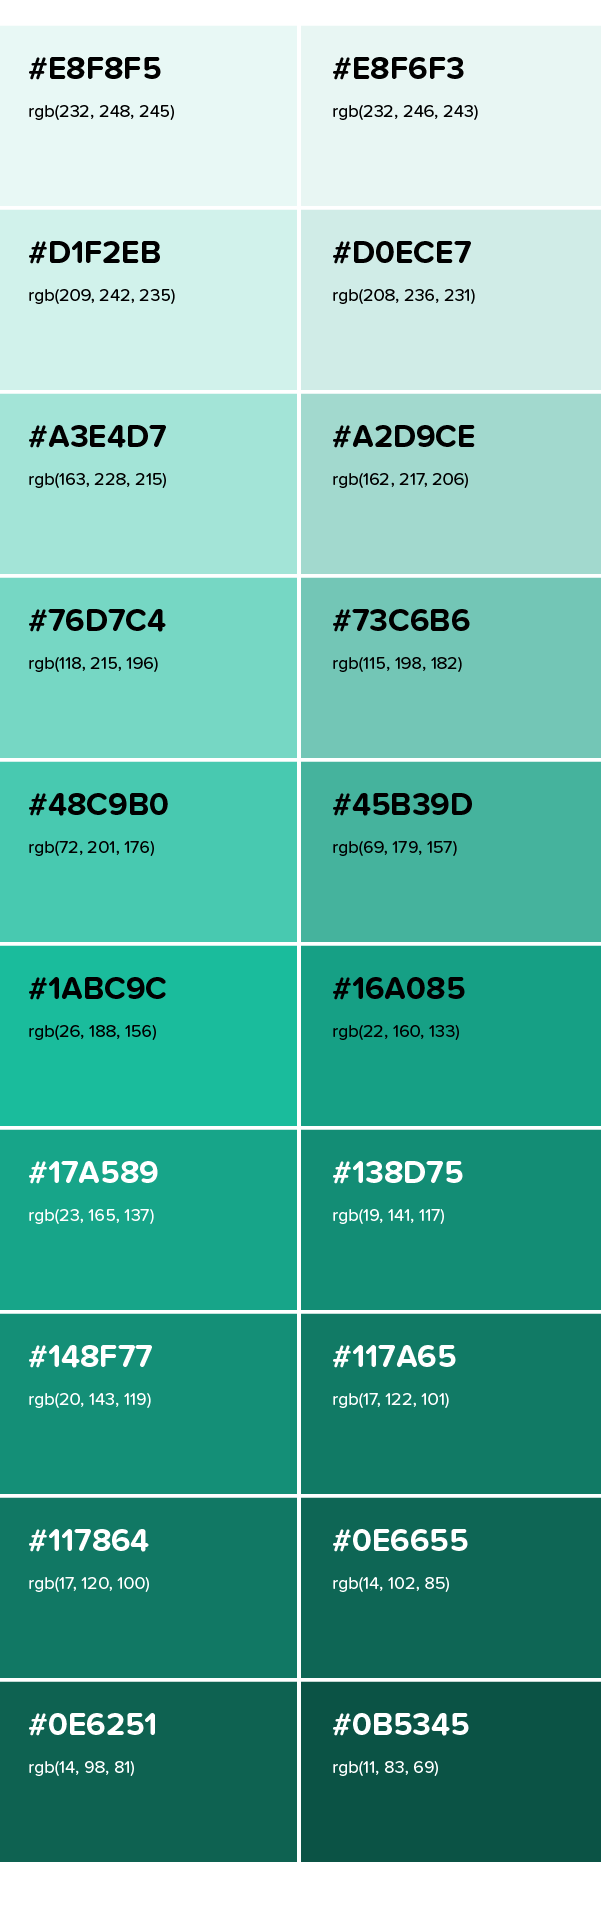 #E8F8F5
rgb(232, 248, 245)
#E8F6F3
rgb(232, 246, 243)
#D1F2EB
rgb(209, 242, 235)
#D0ECE7
rgb(208, 236, 231)
#A3E4D7
rgb(163, 228, 215)
#A2D9CE
rgb(162, 217, 206)
#76D7C4
rgb(118, 215, 196)
#73C6B6
rgb(115, 198, 182)
#48C9B0
rgb(72, 201, 176)
#45B39D
rgb(69, 179, 157)
#1ABC9C
rgb(26, 188, 156)
#16A085
rgb(22, 160, 133)
#17A589
rgb(23, 165, 137)
#138D75
rgb(19, 141, 117)
#148F77
rgb(20, 143, 119)
#117A65
rgb(17, 122, 101)
#117864
rgb(17, 120, 100)
#0E6655
rgb(14, 102, 85)
#0E6251
rgb(14, 98, 81)
#0B5345
rgb(11, 83, 69)